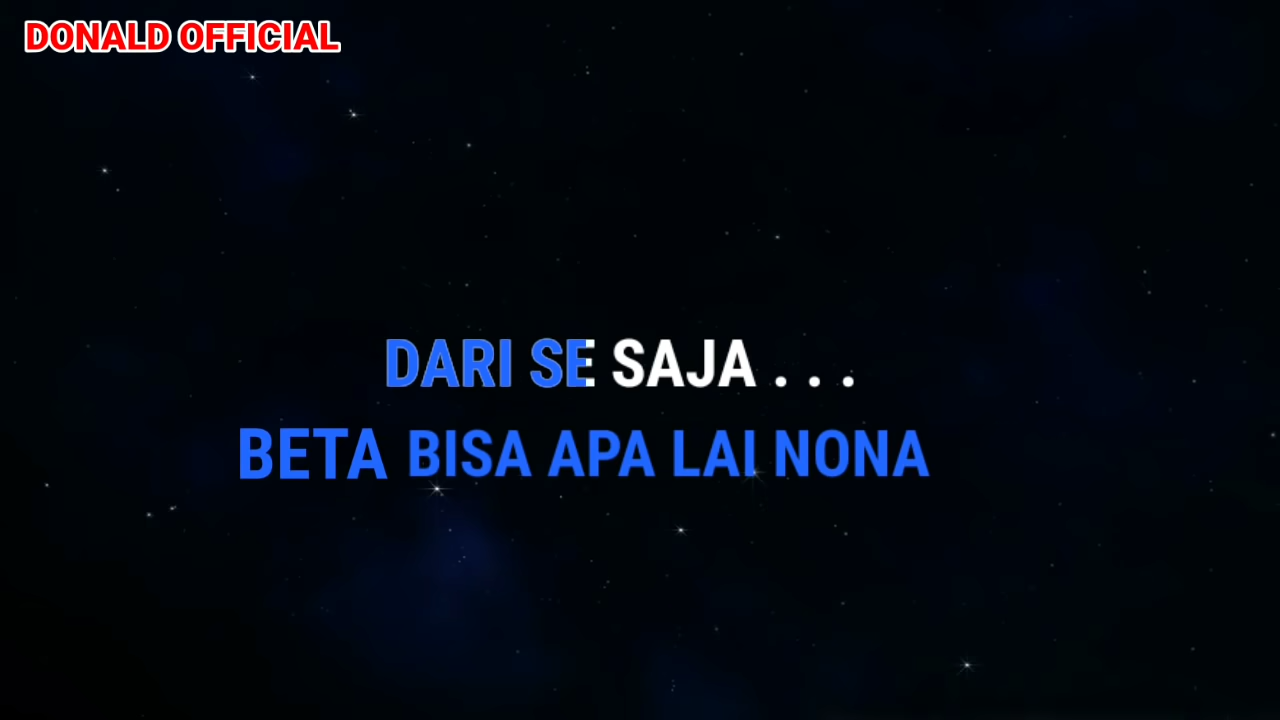 DONALD OFFICIAL
DARI SE SAJA . . .
BETA BISA APA LAI NONA